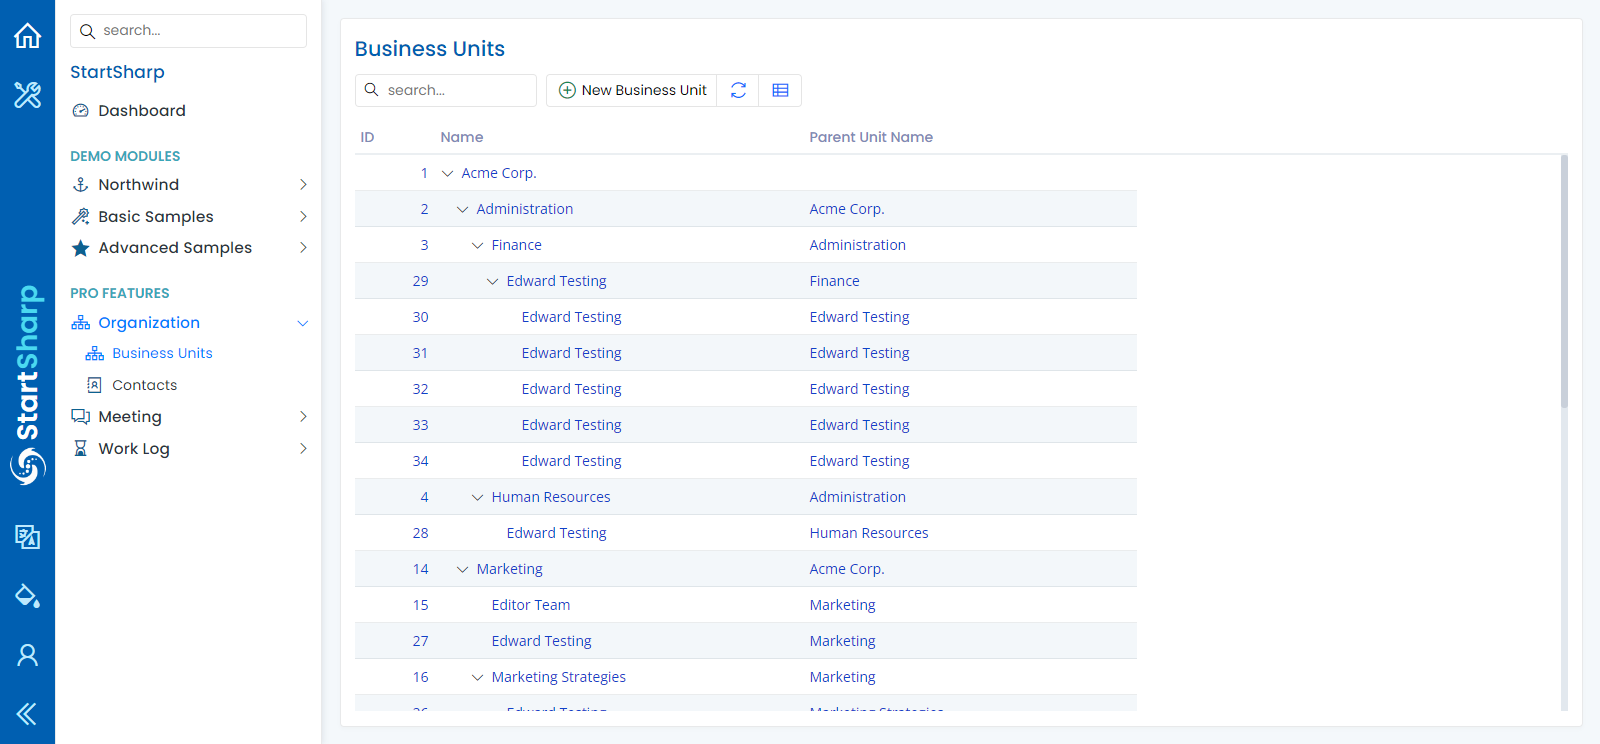 search...
StartSharp
Dashboard
DEMO MODULES
Northwind
Basic Samples
Advanced Samples
PRO FEATURES
Organization
Business Units
Contacts
Meeting
Work Log
StartSharp
Business Units
search...
New Business Unit
ID Name Parent Unit Name
1 Acme Corp.
2 Administration Acme Corp.
3 Finance Administration
29 Edward Testing Finance
30 Edward Testing Edward Testing
31 Edward Testing Edward Testing
32 Edward Testing Edward Testing
33 Edward Testing Edward Testing
34 Edward Testing Edward Testing
4 Human Resources Administration
28 Edward Testing Human Resources
14 Marketing Acme Corp.
15 Editor Team Marketing
27 Edward Testing Marketing
16 Marketing Strategies Marketing
Edward Testing Marketing Strategies